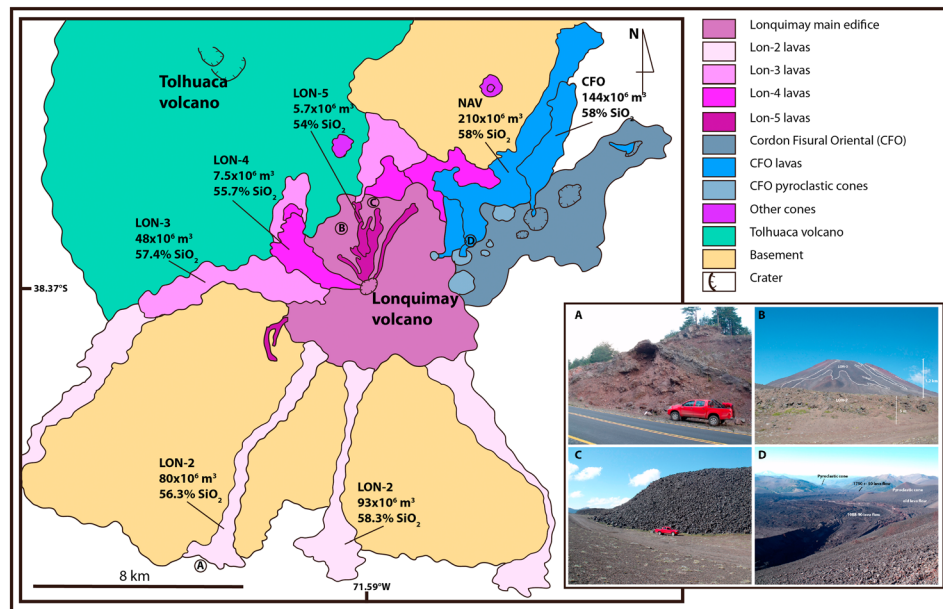 Tolhuaca
volcano
LON-5
5.7x10⁶ m³
54% SiO₂
NAV
210x10⁶ m³
58% SiO₂
CFO
144x10⁶ m³
58% SiO₂
N
LON-4
7.5x10⁶ m³
55.7% SiO₂
LON-3
48x10⁶ m³
57.4% SiO₂
B
C
D
38.37°S
Lonquimay
volcano
LON-2
80x10⁶ m³
56.3% SiO₂
LON-2
93x10⁶ m³
58.3% SiO₂
A
8 km
71.59°W
Lonquimay main edifice
Lon-2 lavas
Lon-3 lavas
Lon-4 lavas
Lon-5 lavas
Cordon Fisural Oriental (CFO)
CFO lavas
CFO pyroclastic cones
Other cones
Tolhuaca volcano
Basement
Crater
A
B
C
D
Pyroclastic cone
Pyroclastic cone
old lava flow
1988-90 lava flow